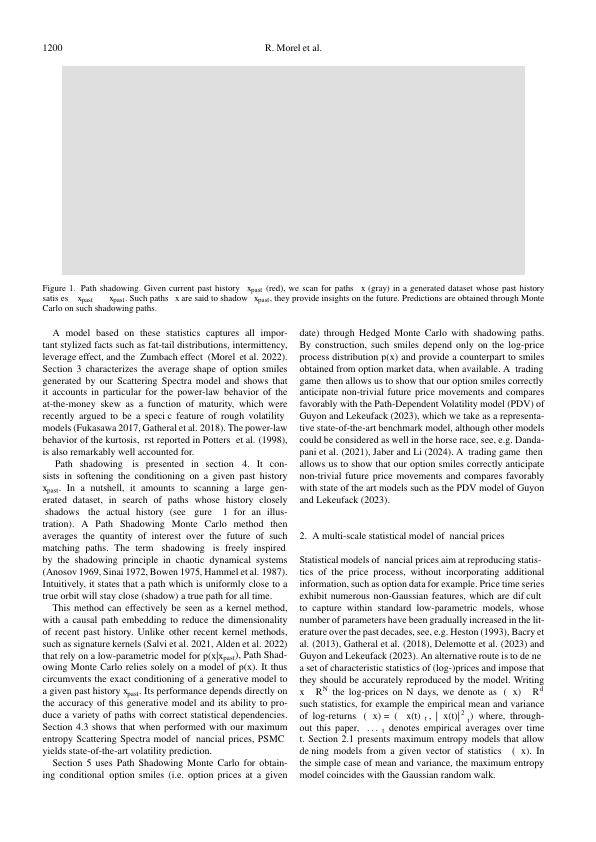 1200
R. Morel et al.
Figure 1. Path shadowing. Given current past history x̃past (red), we scan for paths x (gray) in a generated dataset whose past history
satis es xpast x̃past. Such paths x are said to shadow x̃past, they provide insights on the future. Predictions are obtained through Monte
Carlo on such shadowing paths.
A model based on these statistics captures all impor-
tant stylized facts such as fat-tail distributions, intermittency,
leverage effect, and the Zumbach effect (Morel et al. 2022).
Section 3 characterizes the average shape of option smiles
generated by our Scattering Spectra model and shows that
it accounts in particular for the power-law behavior of the
at-the-money skew as a function of maturity, which were
recently argued to be a speci c feature of rough volatility
models (Fukasawa 2017, Gatheral et al. 2018). The power-law
behavior of the kurtosis, rst reported in Potters et al. (1998),
is also remarkably well accounted for.
Path shadowing is presented in section 4. It con-
sists in softening the conditioning on a given past history
xpast. In a nutshell, it amounts to scanning a large gen-
erated dataset, in search of paths whose history closely
shadows the actual history (see gure 1 for an illus-
tration). A Path Shadowing Monte Carlo method then
averages the quantity of interest over the future of such
matching paths. The term shadowing is freely inspired
by the shadowing principle in chaotic dynamical systems
(Anosov 1969, Sinai 1972, Bowen 1975, Hammel et al. 1987).
Intuitively, it states that a path which is uniformly close to a
true orbit will stay close (shadow) a true path for all time.
This method can effectively be seen as a kernel method,
with a causal path embedding to reduce the dimensionality
of recent past history. Unlike other recent kernel methods,
such as signature kernels (Salvi et al. 2021, Alden et al. 2022)
that rely on a low-parametric model for p(x|xpast), Path Shad-
owing Monte Carlo relies solely on a model of p(x). It thus
circumvents the exact conditioning of a generative model to
a given past history xpast. Its performance depends directly on
the accuracy of this generative model and its ability to pro-
duce a variety of paths with correct statistical dependencies.
Section 4.3 shows that when performed with our maximum
entropy Scattering Spectra model of nancial prices, PSMC
yields state-of-the-art volatility prediction.
Section 5 uses Path Shadowing Monte Carlo for obtain-
ing conditional option smiles (i.e. option prices at a given
date) through Hedged Monte Carlo with shadowing paths.
By construction, such smiles depend only on the log-price
process distribution p(x) and provide a counterpart to smiles
obtained from option market data, when available. A trading
game then allows us to show that our option smiles correctly
anticipate non-trivial future price movements and compares
favorably with the Path-Dependent Volatility model (PDV) of
Guyon and Lekeufack (2023), which we take as a representa-
tive state-of-the-art benchmark model, although other models
could be considered as well in the horse race, see, e.g. Danda-
pani et al. (2021), Jaber and Li (2024). A trading game then
allows us to show that our option smiles correctly anticipate
non-trivial future price movements and compares favorably
with state of the art models such as the PDV model of Guyon
and Lekeufack (2023).
2. A multi-scale statistical model of nancial prices
Statistical models of nancial prices aim at reproducing statis-
tics of the price process, without incorporating additional
information, such as option data for example. Price time series
exhibit numerous non-Gaussian features, which are dif cult
to capture within standard low-parametric models, whose
number of parameters have been gradually increased in the lit-
erature over the past decades, see, e.g. Heston (1993), Bacry et
al. (2013), Gatheral et al. (2018), Delemotte et al. (2023) and
Guyon and Lekeufack (2023). An alternative route is to de ne
a set of characteristic statistics of (log-)prices and impose that
they should be accurately reproduced by the model. Writing
x R^N the log-prices on N days, we denote as (x) R^d
such statistics, for example the empirical mean and variance
of log-returns (x) = ( x(t) t, | x(t)|² t) where, through-
out this paper, ... t denotes empirical averages over time
t. Section 2.1 presents maximum entropy models that allow
de ning models from a given vector of statistics (x). In
the simple case of mean and variance, the maximum entropy
model coincides with the Gaussian random walk.